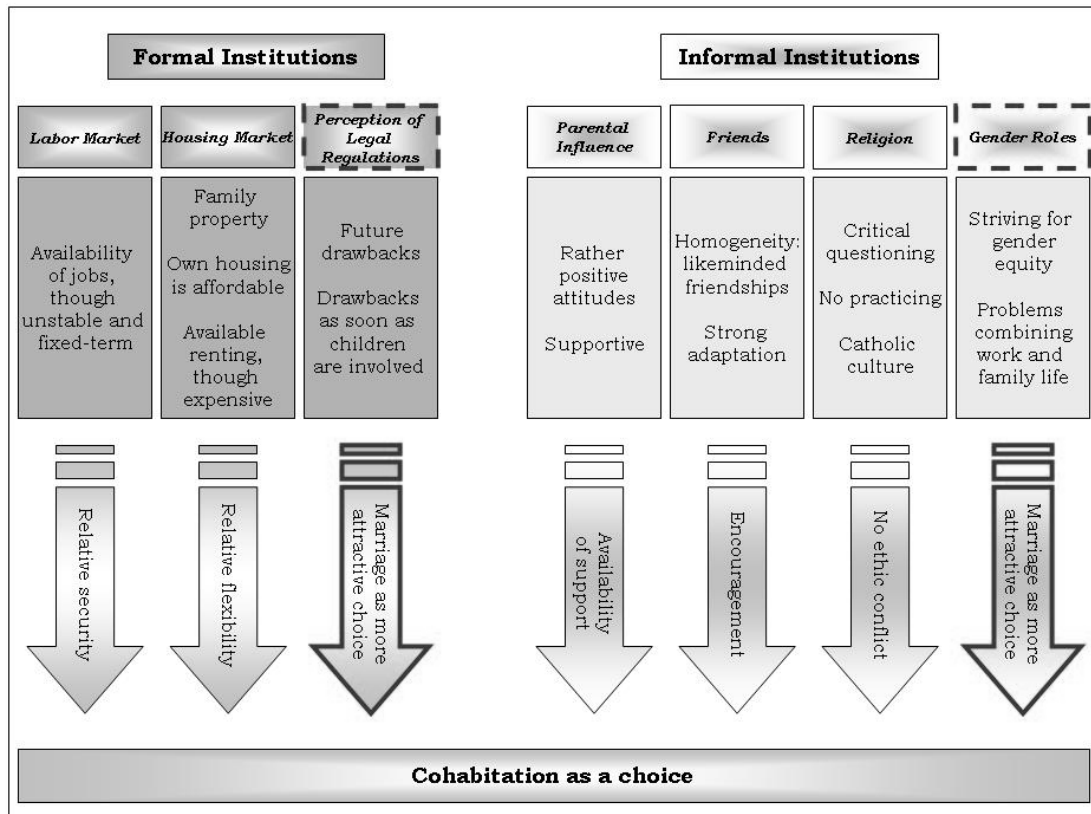 Formal Institutions
Informal Institutions
Labor Market
Housing Market
Perception of
Legal
Regulations
Parental
Influence
Friends
Religion
Gender Roles
Availability
of jobs,
though
unstable and
fixed-term
Family
property
Own housing
is affordable
Available
renting,
though
expensive
Future
drawbacks
Drawbacks
as soon as
children
are involved
Rather
positive
attitudes
Supportive
Homogeneity:
likeminded
friendships
Strong
adaptation
Critical
questioning
No practicing
Catholic
culture
Striving for
gender
equity
Problems
combining
work and
family life
Relative security
Relative flexibility
Marriage as more
attractive choice
Availability
of support
Encouragement
No ethic conflict
Marriage as more
attractive choice
Cohabitation as a choice